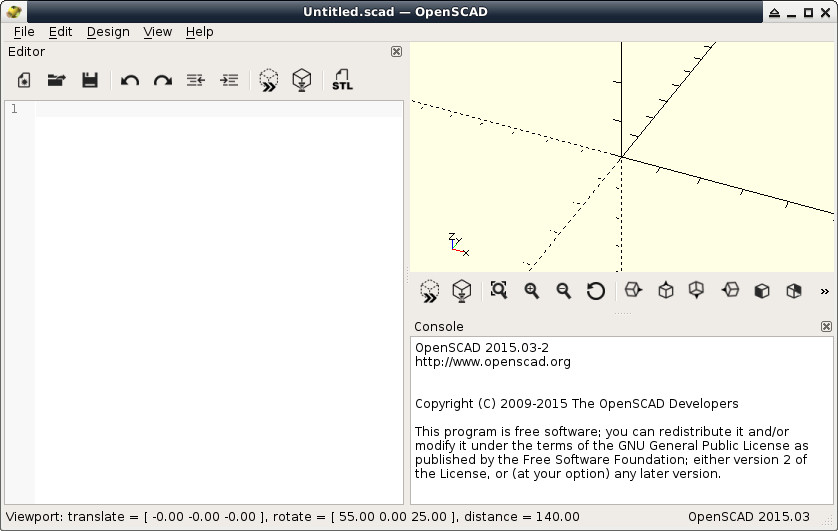 Untitled.scad — OpenSCAD
File Edit Design View Help
Editor
STL
1
Z
Y
X
»
Console
OpenSCAD 2015.03-2
http://www.openscad.org
Copyright (C) 2009-2015 The OpenSCAD Developers
This program is free software; you can redistribute it and/or
modify it under the terms of the GNU General Public License as
published by the Free Software Foundation; either version 2 of
the License, or (at your option) any later version.
Viewport: translate = [ -0.00 -0.00 -0.00 ], rotate = [ 55.00 0.00 25.00 ], distance = 140.00 OpenSCAD 2015.03